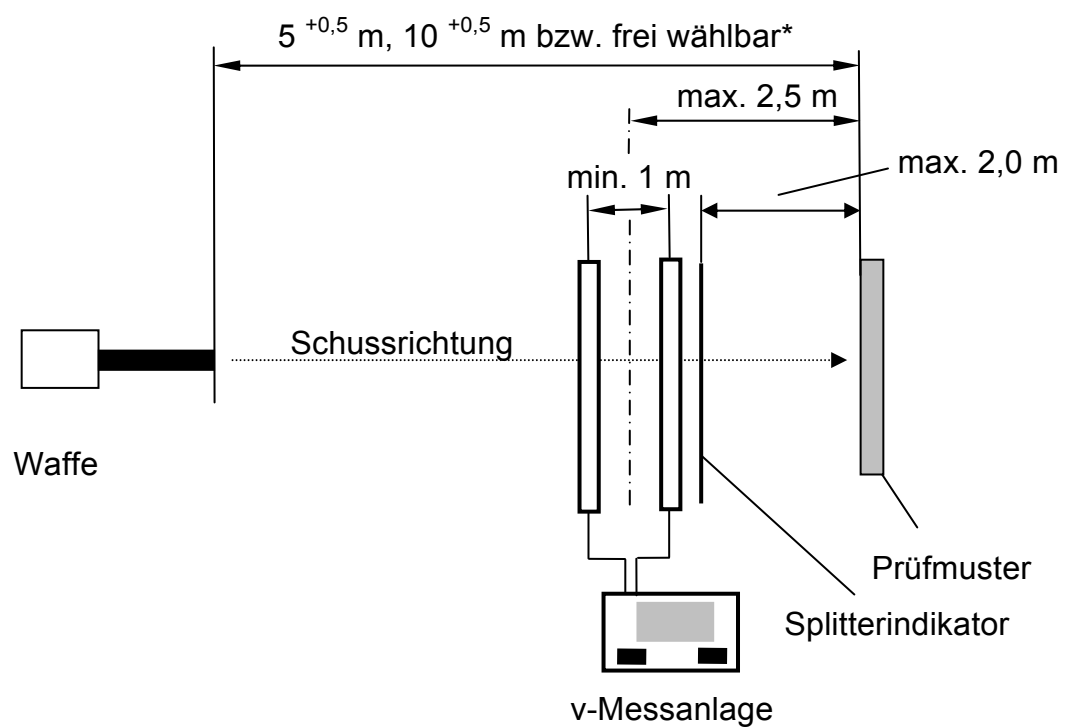 5 +0,5 m, 10 +0,5 m bzw. frei wählbar*
max. 2,5 m
max. 2,0 m
min. 1 m
Schussrichtung
Waffe
Prüfmuster
Splitterindikator
v-Messanlage